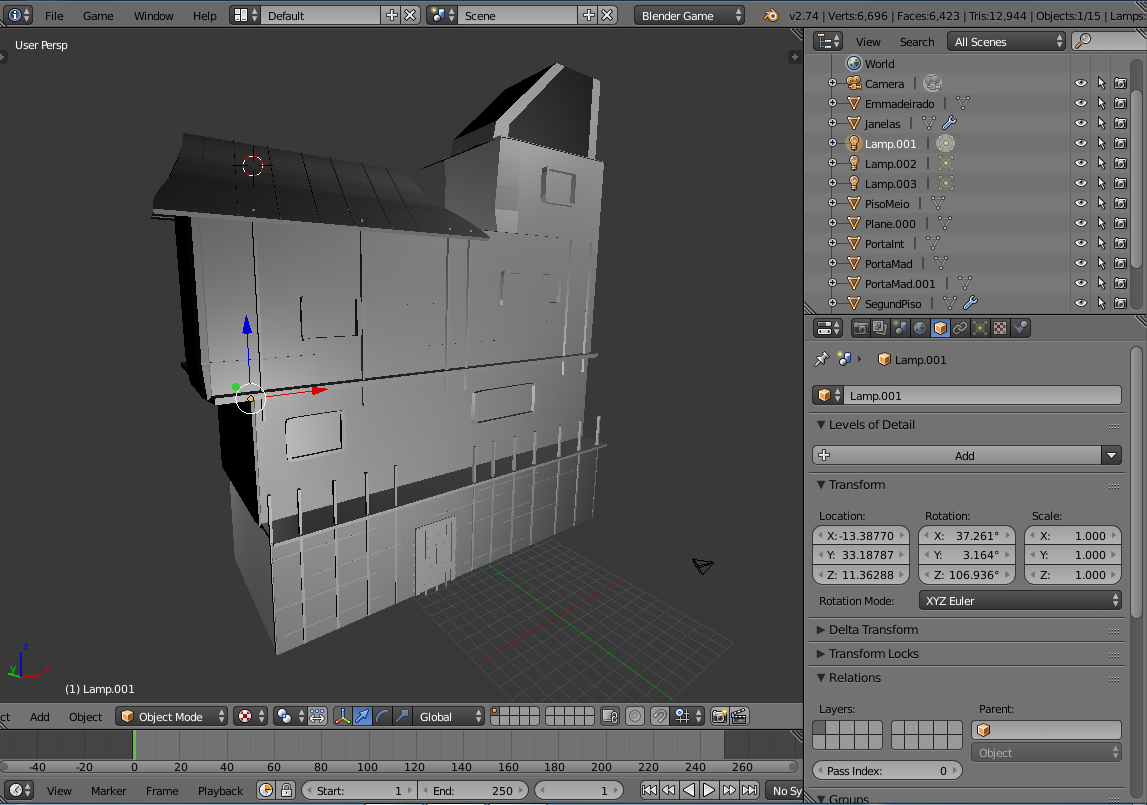 File Game Window Help Default Scene Blender Game v2.74 | Verts:6,696 | Faces:6,423 | Tris:12,944 | Objects:1/15 | Lamps:
User Persp
View Search All Scenes
World
Camera
Emmadeirado
Janelas
Lamp.001
Lamp.002
Lamp.003
PisoMeio
Plane.000
PortaInt
PortaMad
PortaMad.001
SegundPiso
Lamp.001
Lamp.001
Levels of Detail
Add
Transform
Location: Rotation: Scale:
X:-13.38770 X: 37.261° X: 1.000
Y: 33.18787 Y: 3.164° Y: 1.000
Z: 11.36288 Z: 106.936° Z: 1.000
Rotation Mode: XYZ Euler
Delta Transform
Transform Locks
Relations
Layers: Parent:
Object
Pass Index: 0
Groups
z
y x
(1) Lamp.001
ct Add Object Object Mode Global
-40 -20 0 20 40 60 80 100 120 140 160 180 200 220 240 260
View Marker Frame Playback Start: 1 End: 250 1 No Sy